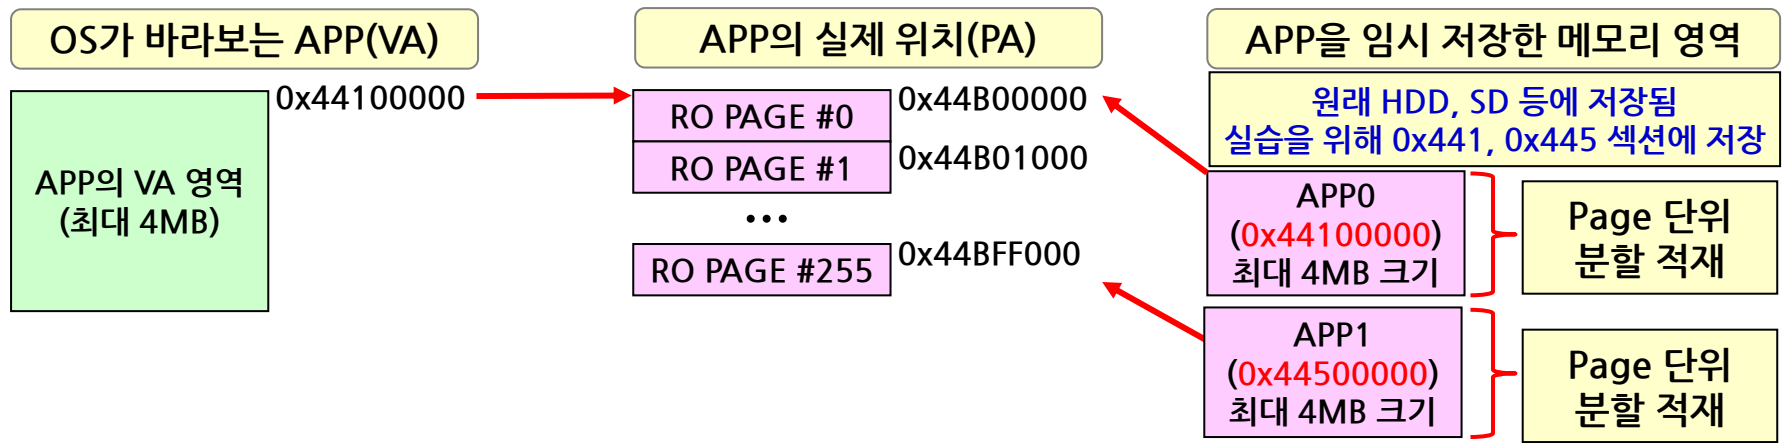 OS가 바라보는 APP(VA)
0x44100000
APP의 VA 영역
(최대 4MB)
APP의 실제 위치(PA)
RO PAGE #0
0x44B00000
RO PAGE #1
0x44B01000
...
RO PAGE #255
0x44BFF000
APP을 임시 저장한 메모리 영역
원래 HDD, SD 등에 저장됨
실습을 위해 0x441, 0x445 섹션에 저장
APP0
(0x44100000)
최대 4MB 크기
Page 단위
분할 적재
APP1
(0x44500000)
최대 4MB 크기
Page 단위
분할 적재